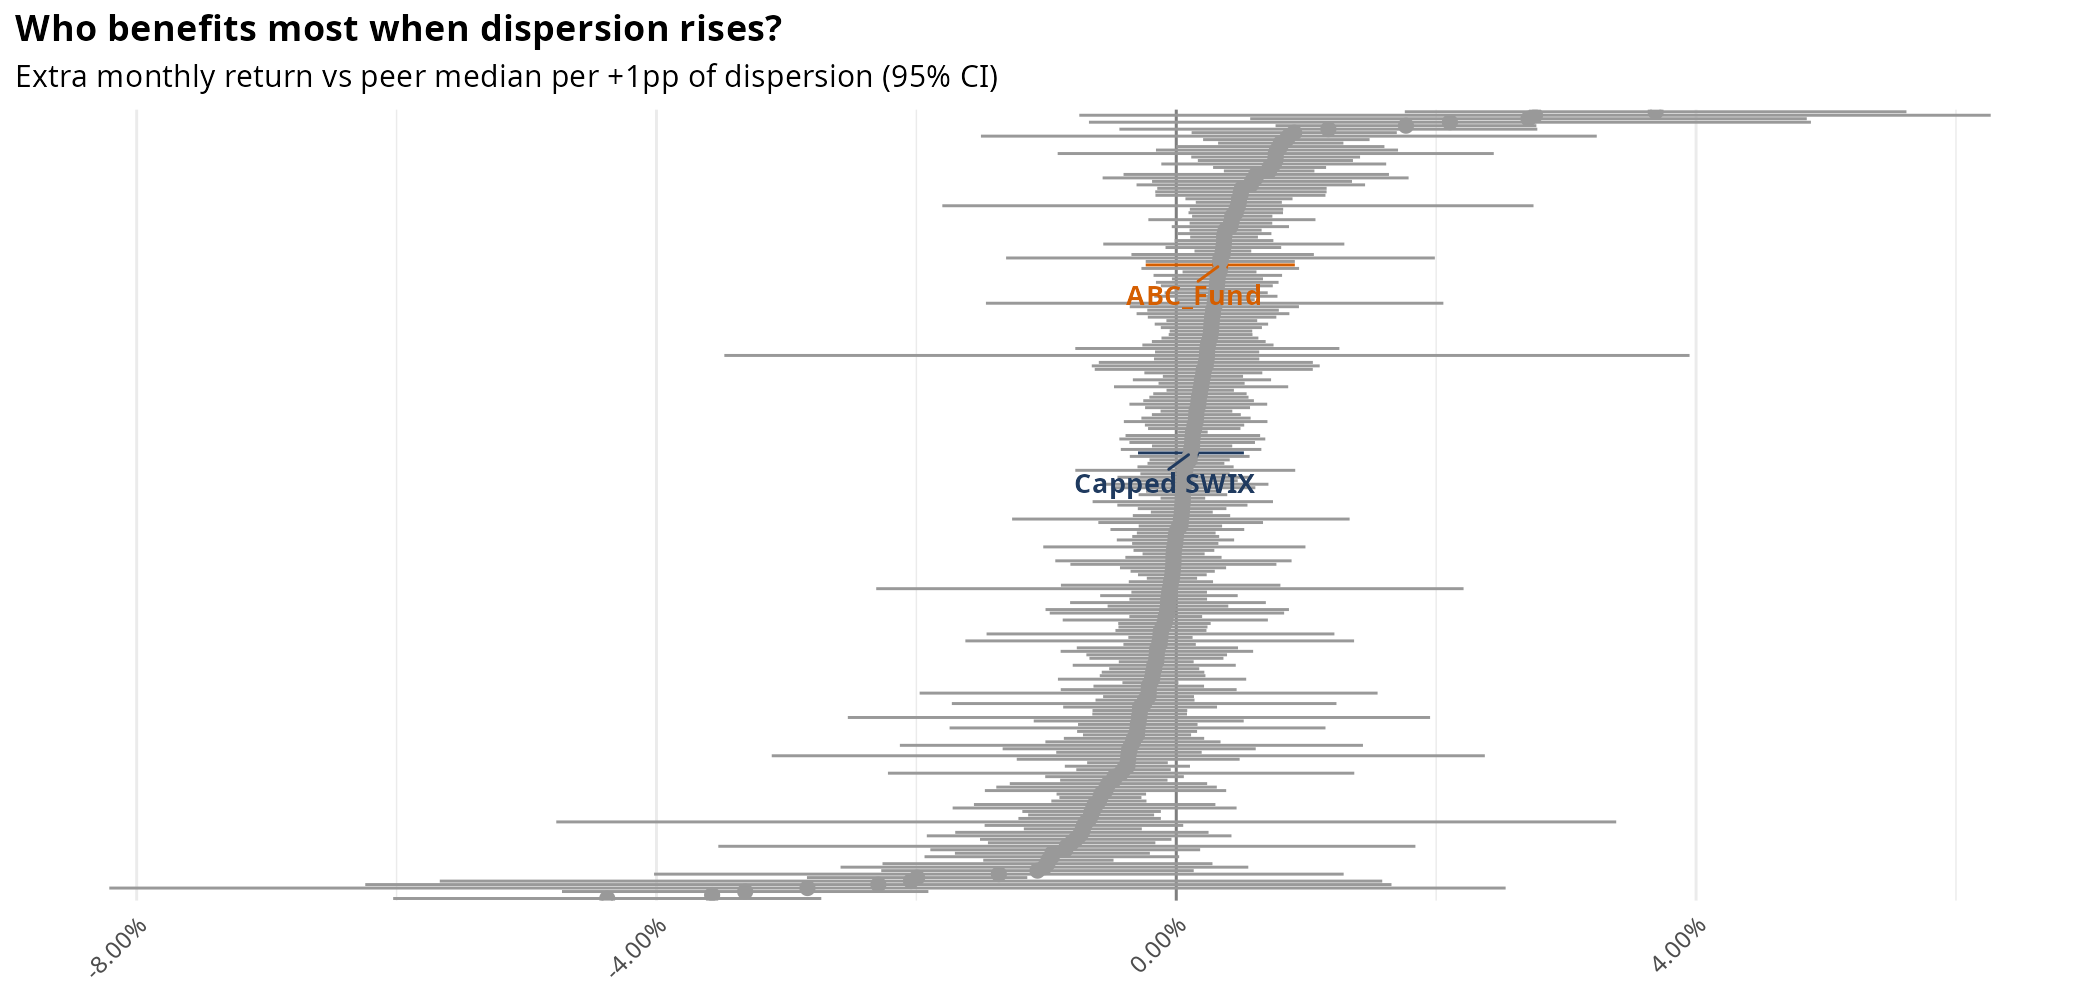 Who benefits most when dispersion rises?
Extra monthly return vs peer median per +1pp of dispersion (95% CI)
ABC_Fund
Capped SWIX
-8.00%
-4.00%
0.00%
4.00%